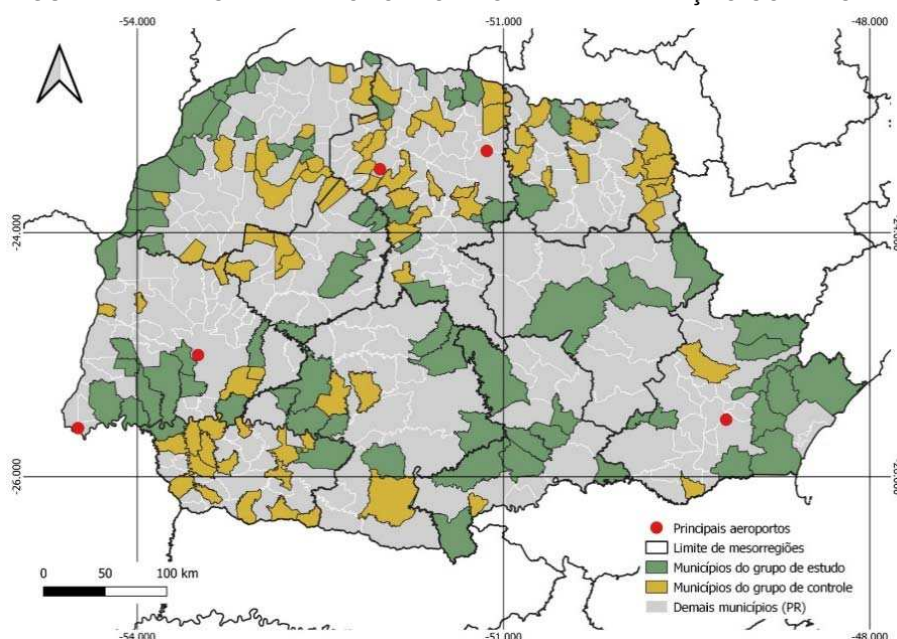 -54.000 -51.000 -48.000
-24.000
-26.000
Principais aeroportos
Limite de mesorregiões
Municípios do grupo de estudo
Municípios do grupo de controle
Demais municípios (PR)
0 50 100 km
-54.000 -51.000 -48.000